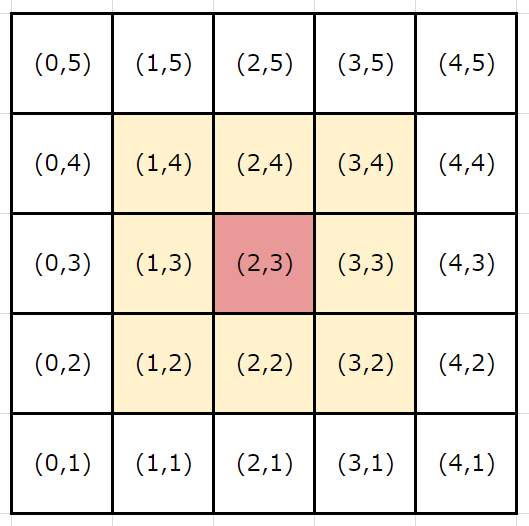 (0,5) (1,5) (2,5) (3,5) (4,5)
(0,4) (1,4) (2,4) (3,4) (4,4)
(0,3) (1,3) (2,3) (3,3) (4,3)
(0,2) (1,2) (2,2) (3,2) (4,2)
(0,1) (1,1) (2,1) (3,1) (4,1)